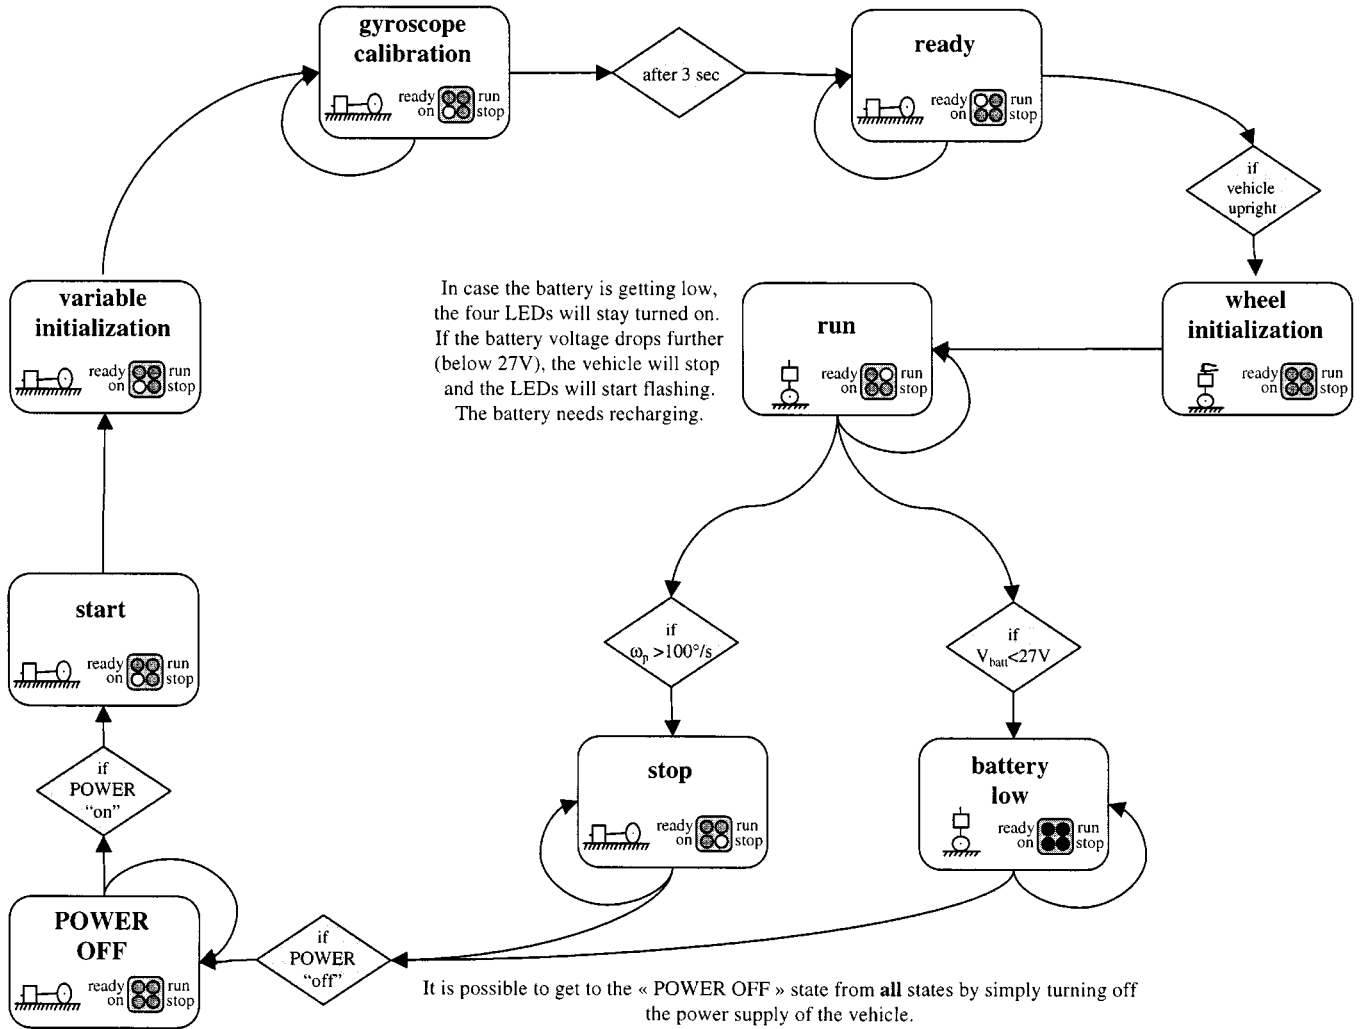 gyroscope
calibration
ready run
on stop
after 3 sec
ready
ready run
on stop
if
vehicle
upright
variable
initialization
ready run
on stop
In case the battery is getting low,
the four LEDs will stay turned on.
If the battery voltage drops further
(below 27V), the vehicle will stop
and the LEDs will start flashing.
The battery needs recharging.
run
ready run
on stop
wheel
initialization
ready run
on stop
start
ready run
on stop
if
ωp >100°/s
if
Vbatt<27V
if
POWER
“on”
stop
ready run
on stop
battery
low
ready run
on stop
POWER
OFF
ready run
on stop
if
POWER
“off”
It is possible to get to the « POWER OFF » state from all states by simply turning off
the power supply of the vehicle.